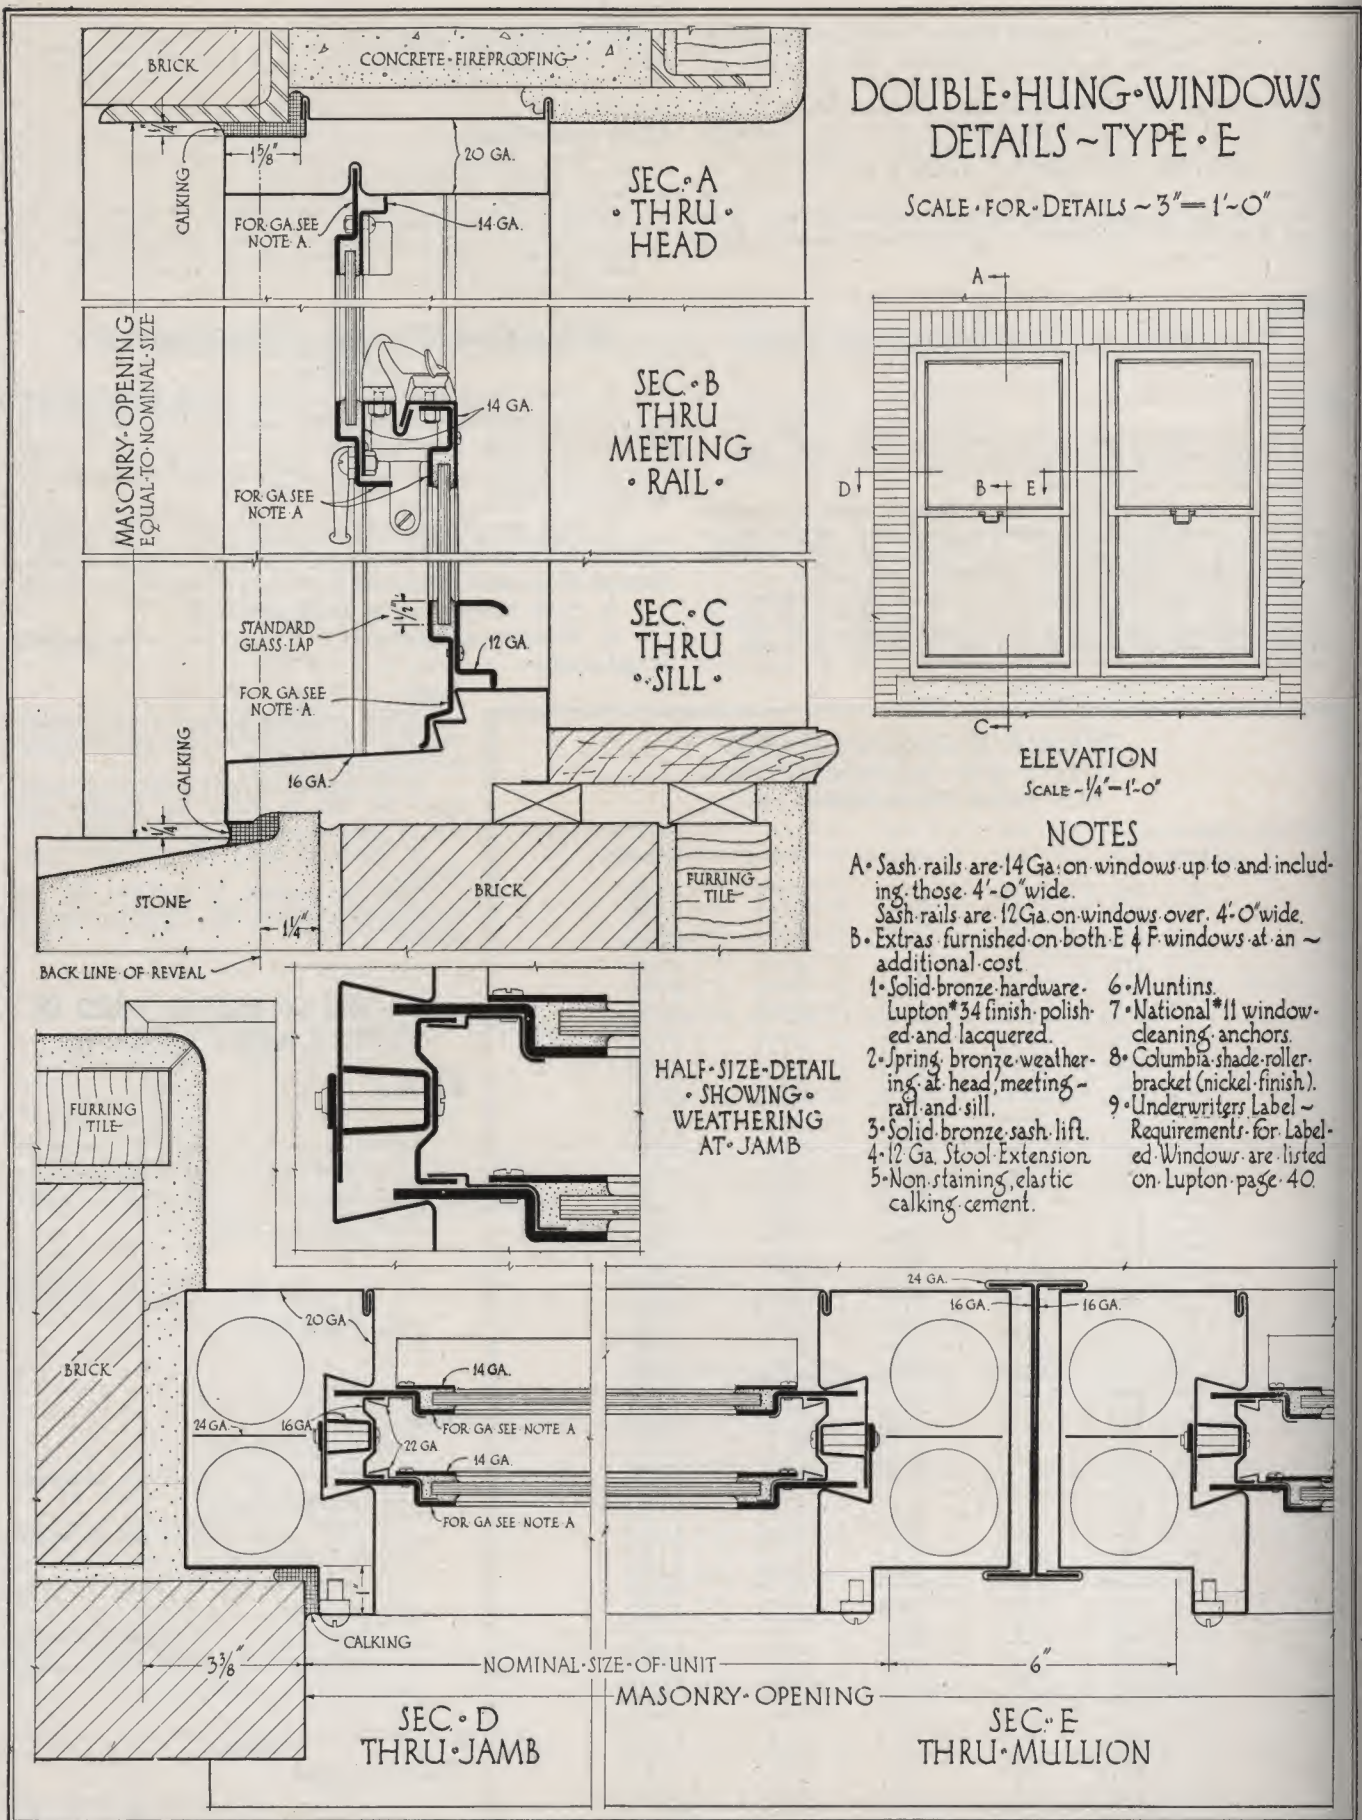 DOUBLE·HUNG·WINDOWS
DETAILS ~ TYPE · E
SCALE · FOR · DETAILS ~ 3" = 1'~0"
BRICK
CONCRETE · FIREPROOFING
1/4"
CALKING
1 5/8"
20 GA.
FOR GA. SEE
NOTE A.
14 GA.
SEC. · A
· THRU ·
HEAD
MASONRY · OPENING
EQUAL · TO · NOMINAL · SIZE
14 GA.
FOR GA SEE
NOTE · A
SEC. · B
THRU
MEETING
· RAIL ·
STANDARD
GLASS · LAP
1/2"
12 GA.
FOR GA SEE
NOTE · A.
SEC. · C
THRU
· SILL ·
CALKING
16 GA.
1/4"
STONE
1 1/4"
BRICK
FURRING
TILE
BACK LINE OF REVEAL
A
D
B
E
C
ELEVATION
SCALE ~ 1/4" = 1'-0"
NOTES
A · Sash rails are 14 Ga. on windows up to and includ-
ing those 4'-0" wide.
Sash rails are 12 Ga. on windows over 4'-0" wide.
B · Extras furnished on both E & F windows at an ~
additional cost
1 · Solid bronze hardware-
Lupton #34 finish polish-
ed and lacquered.
2 · Spring bronze weather-
ing at head, meeting ~
rail and sill.
3 · Solid bronze sash lift.
4 · 12 Ga. Stool Extension
5 · Non staining, elastic
calking cement.
6 · Muntins.
7 · National #11 window-
cleaning anchors.
8 · Columbia shade-roller
bracket (nickel finish).
9 · Underwriters Label ~
Requirements for Label-
ed Windows are listed
on Lupton page 40.
HALF · SIZE · DETAIL
· SHOWING ·
WEATHERING
AT · JAMB
FURRING
TILE
BRICK
20 GA.
24 GA.
16 GA.
22 GA.
14 GA.
FOR GA SEE NOTE A
14 GA.
FOR GA SEE NOTE A
24 GA.
16 GA.
16 GA.
1"
CALKING
3 3/8"
NOMINAL · SIZE · OF · UNIT
6"
MASONRY · OPENING
SEC. · D
THRU · JAMB
SEC. · E
THRU · MULLION